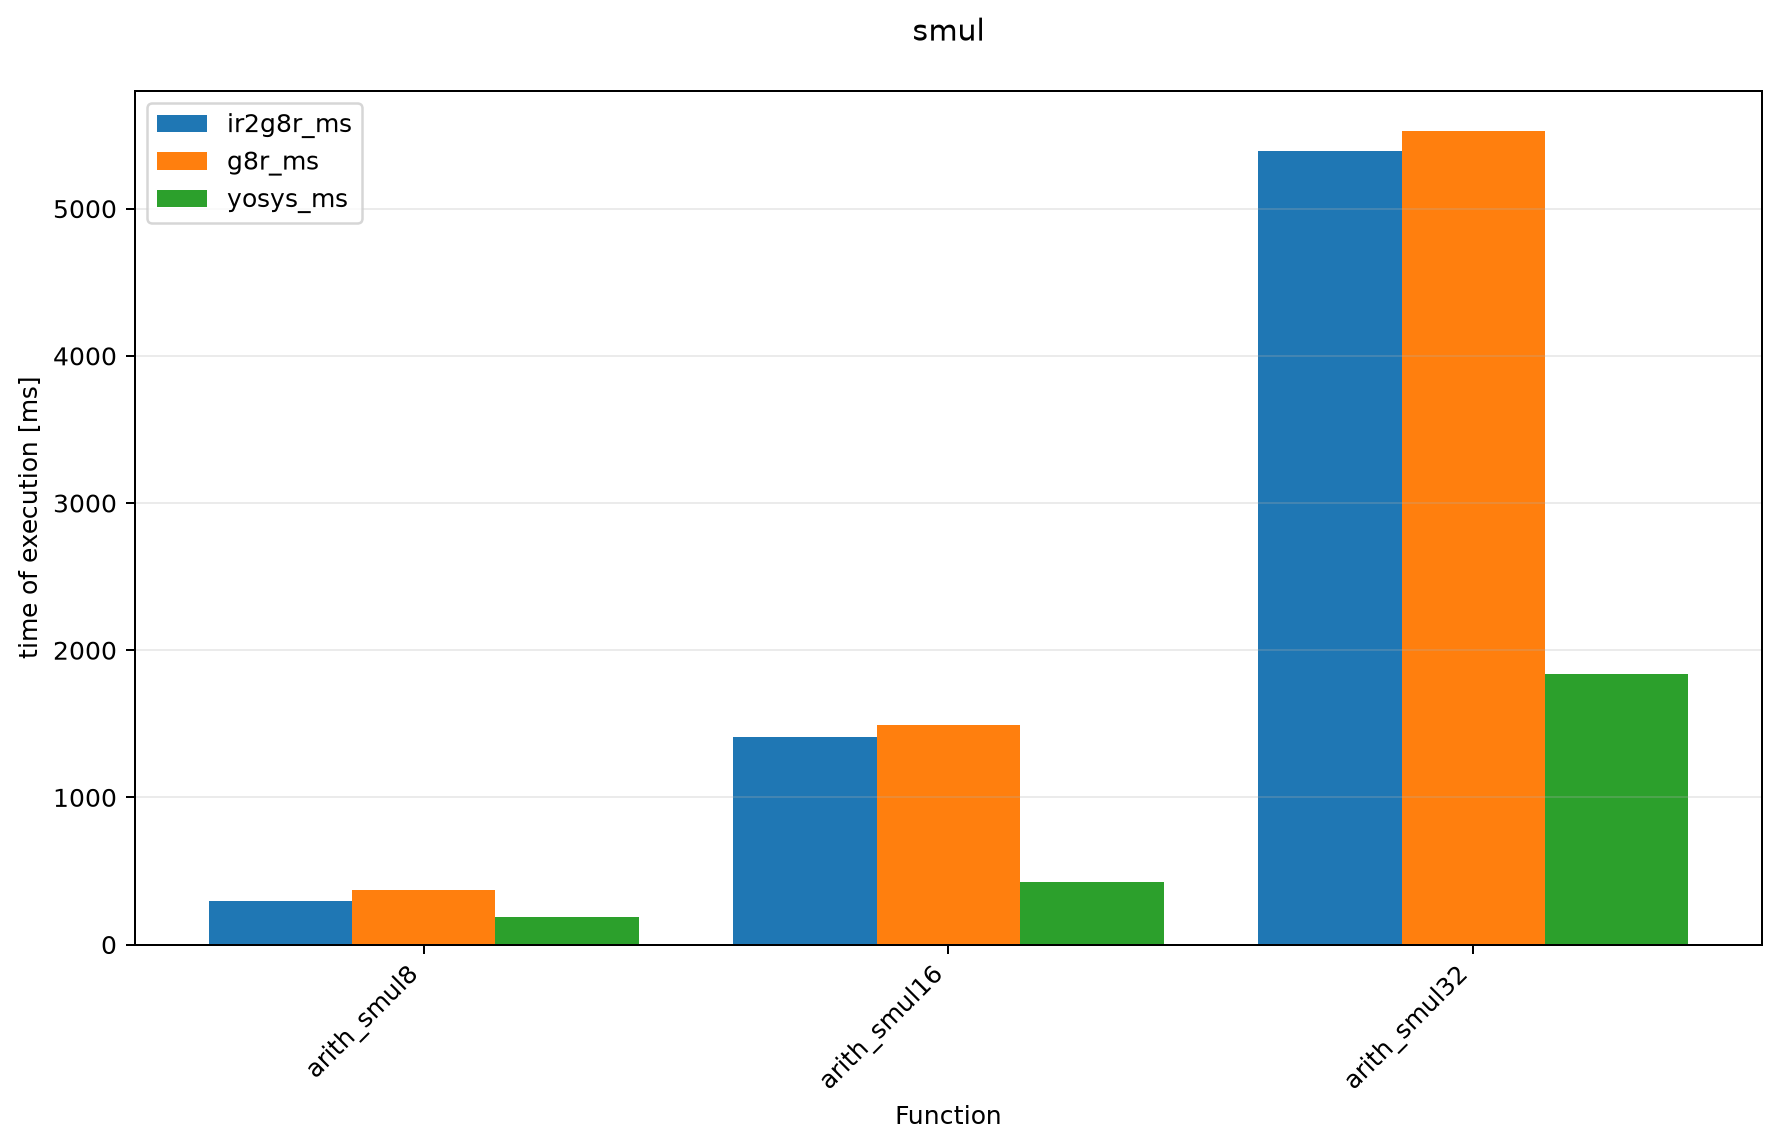 smul
ir2g8r_ms
g8r_ms
yosys_ms
time of execution [ms]
5000
4000
3000
2000
1000
0
arith_smul8
arith_smul16
arith_smul32
Function